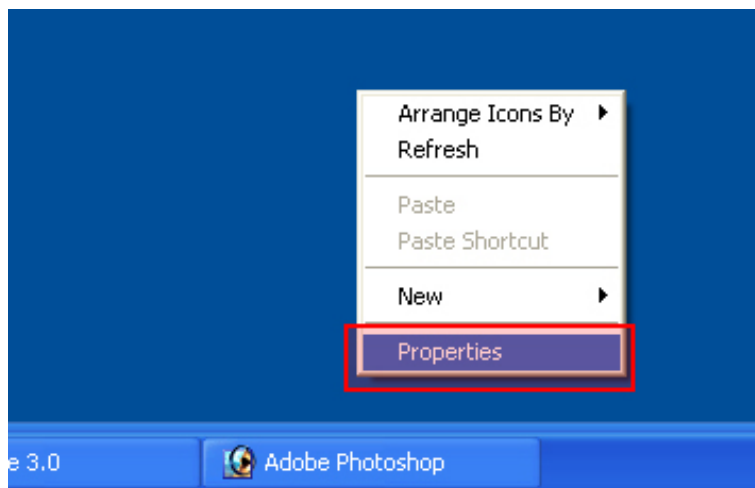 Arrange Icons By
Refresh
Paste
Paste Shortcut
New
Properties
e 3.0
Adobe Photoshop